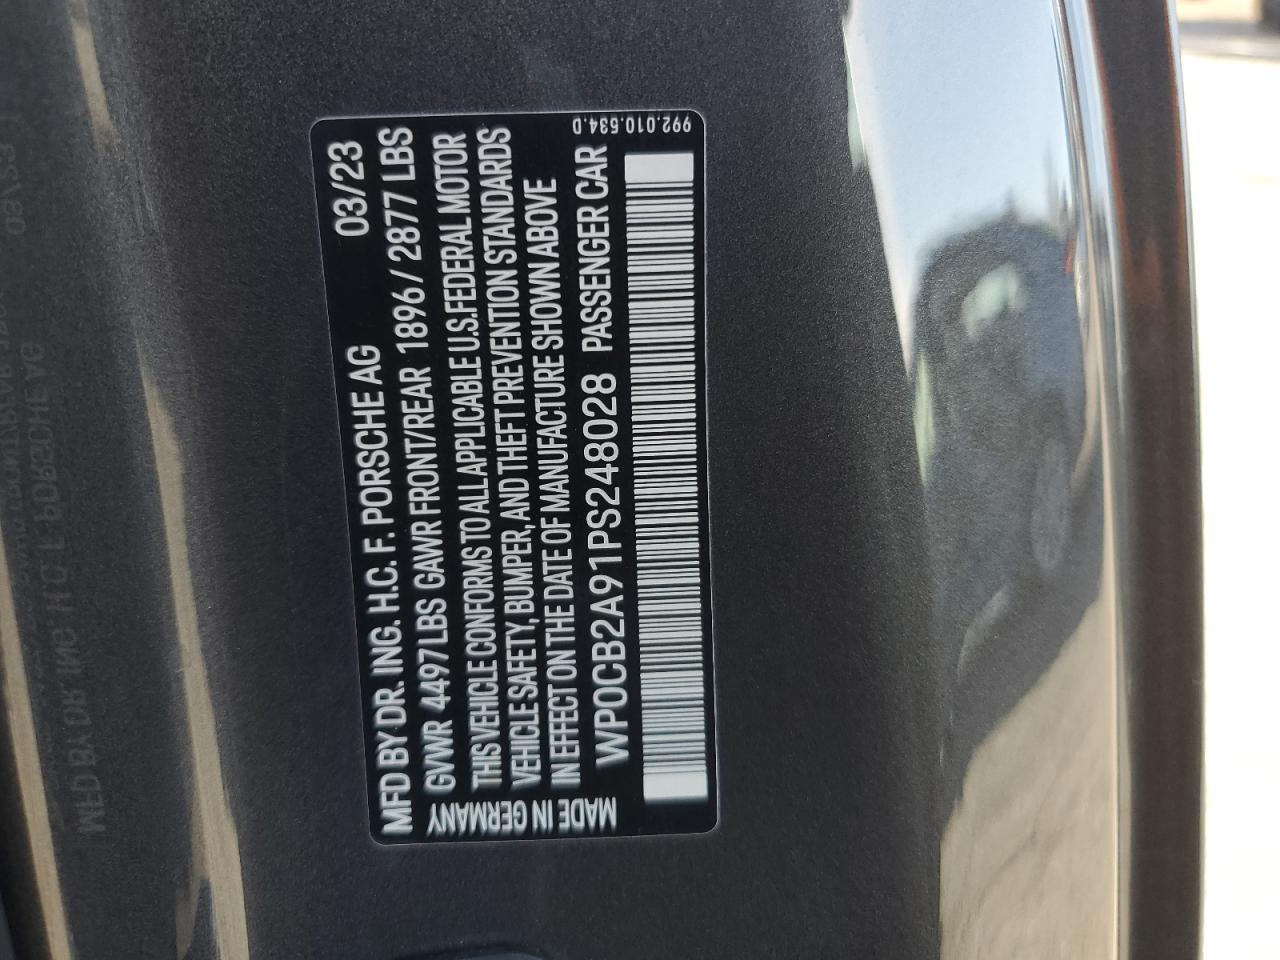 MFD BY DR. ING. H.C. F. PORSCHE AG 03/23
GVWR 4497 LBS GAWR FRONT/REAR 1896 / 2877 LBS
THIS VEHICLE CONFORMS TO ALL APPLICABLE U.S. FEDERAL MOTOR
VEHICLE SAFETY, BUMPER, AND THEFT PREVENTION STANDARDS
IN EFFECT ON THE DATE OF MANUFACTURE SHOWN ABOVE
WP0CB2A91PS248028 PASSENGER CAR
MADE IN GERMANY
992.010.534.D